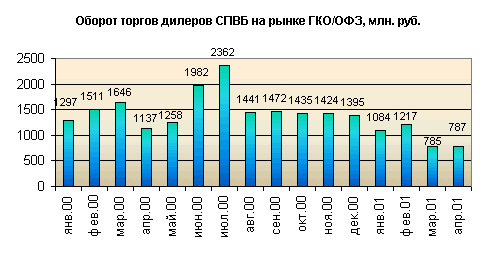 Оборот торгов дилеров СПВБ на рынке ГКО/ОФЗ, млн. руб.
2500
2000
1500
1000
500
0
1297
1511
1646
1137
1258
1982
2362
1441
1472
1435
1424
1395
1084
1217
785
787
янв.00
фев.00
мар.00
апр.00
май.00
июн.00
июл.00
авг.00
сен.00
окт.00
ноя.00
дек.00
янв.01
фев.01
мар.01
апр.01